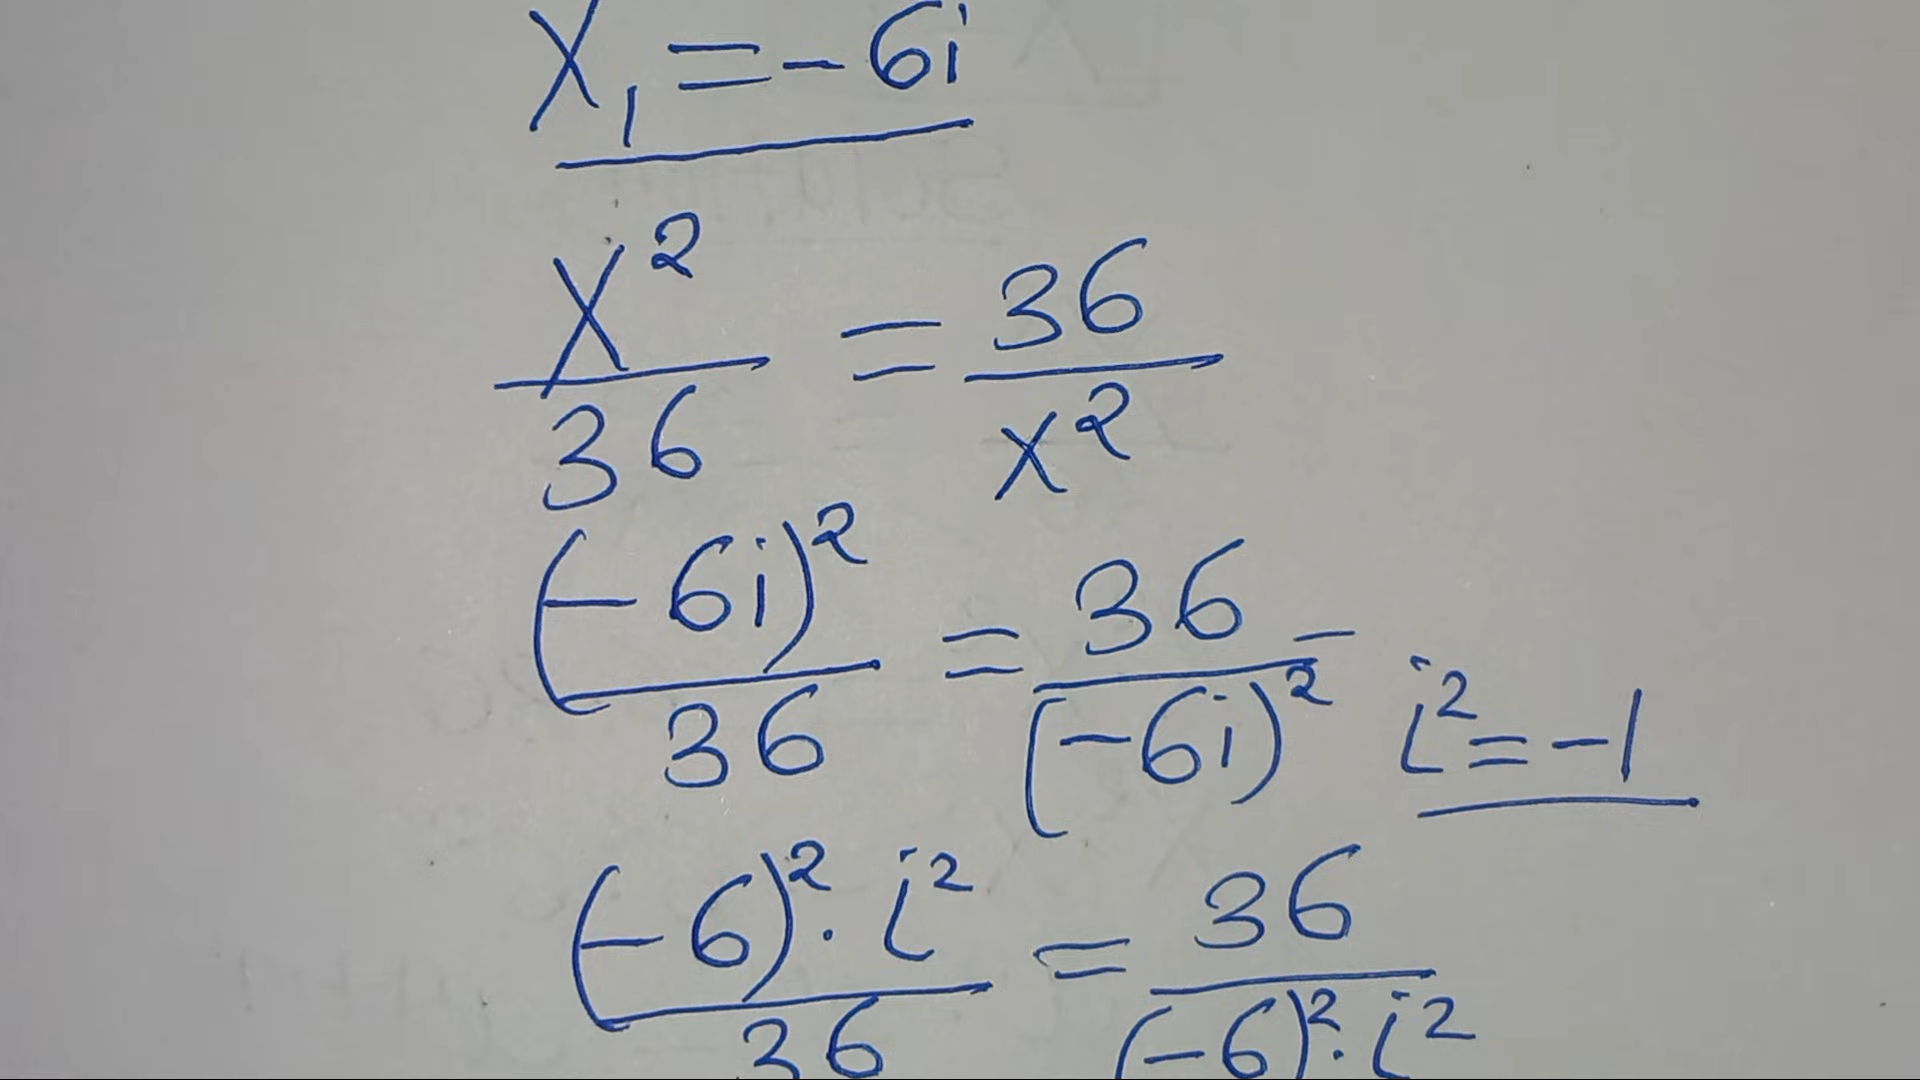 X₁ = -6i
X²/36 = 36/x²
(-6i)²/36 = 36/(-6i)² i² = -1
(-6)²·i²/36 = 36/(-6)²·i²